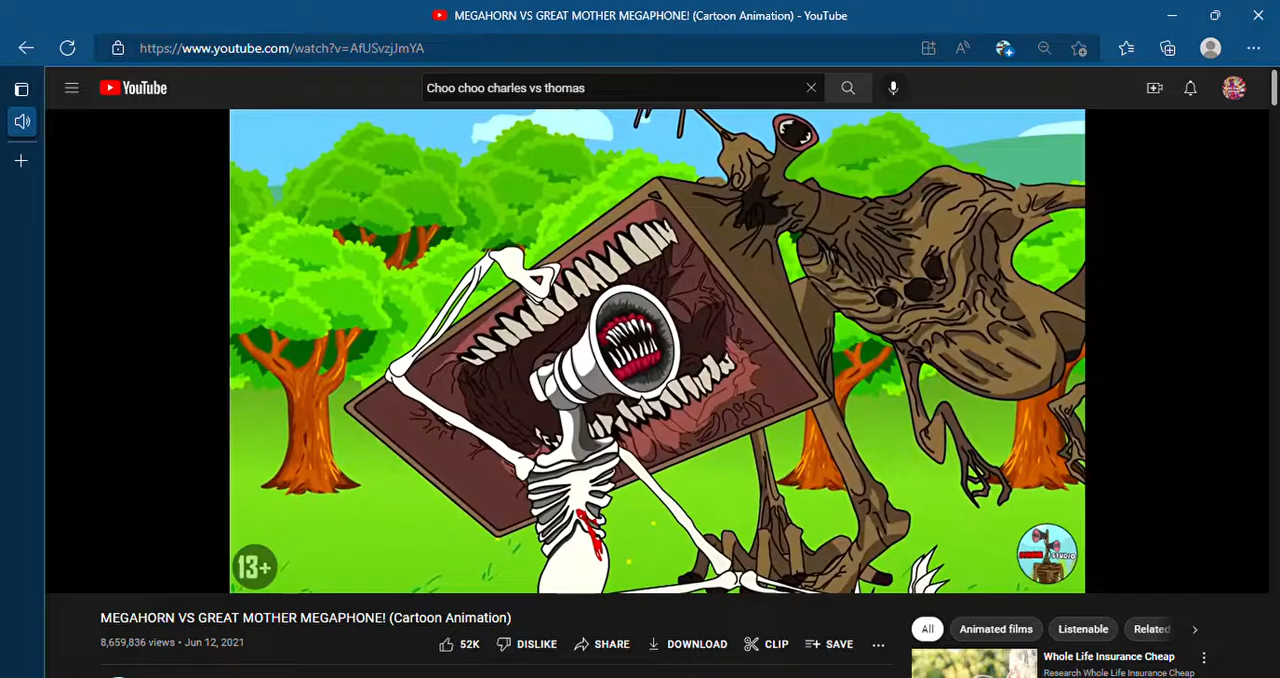 MEGAHORN VS GREAT MOTHER MEGAPHONE! (Cartoon Animation) - YouTube
https://www.youtube.com/watch?v=AfUSvzjJmYA
YouTube
Choo choo charles vs thomas
13+
STUDIO
MEGAHORN VS GREAT MOTHER MEGAPHONE! (Cartoon Animation)
8,659,836 views • Jun 12, 2021
52K DISLIKE SHARE DOWNLOAD CLIP SAVE
All Animated films Listenable Related
Whole Life Insurance Cheap
Research Whole Life Insurance Cheap